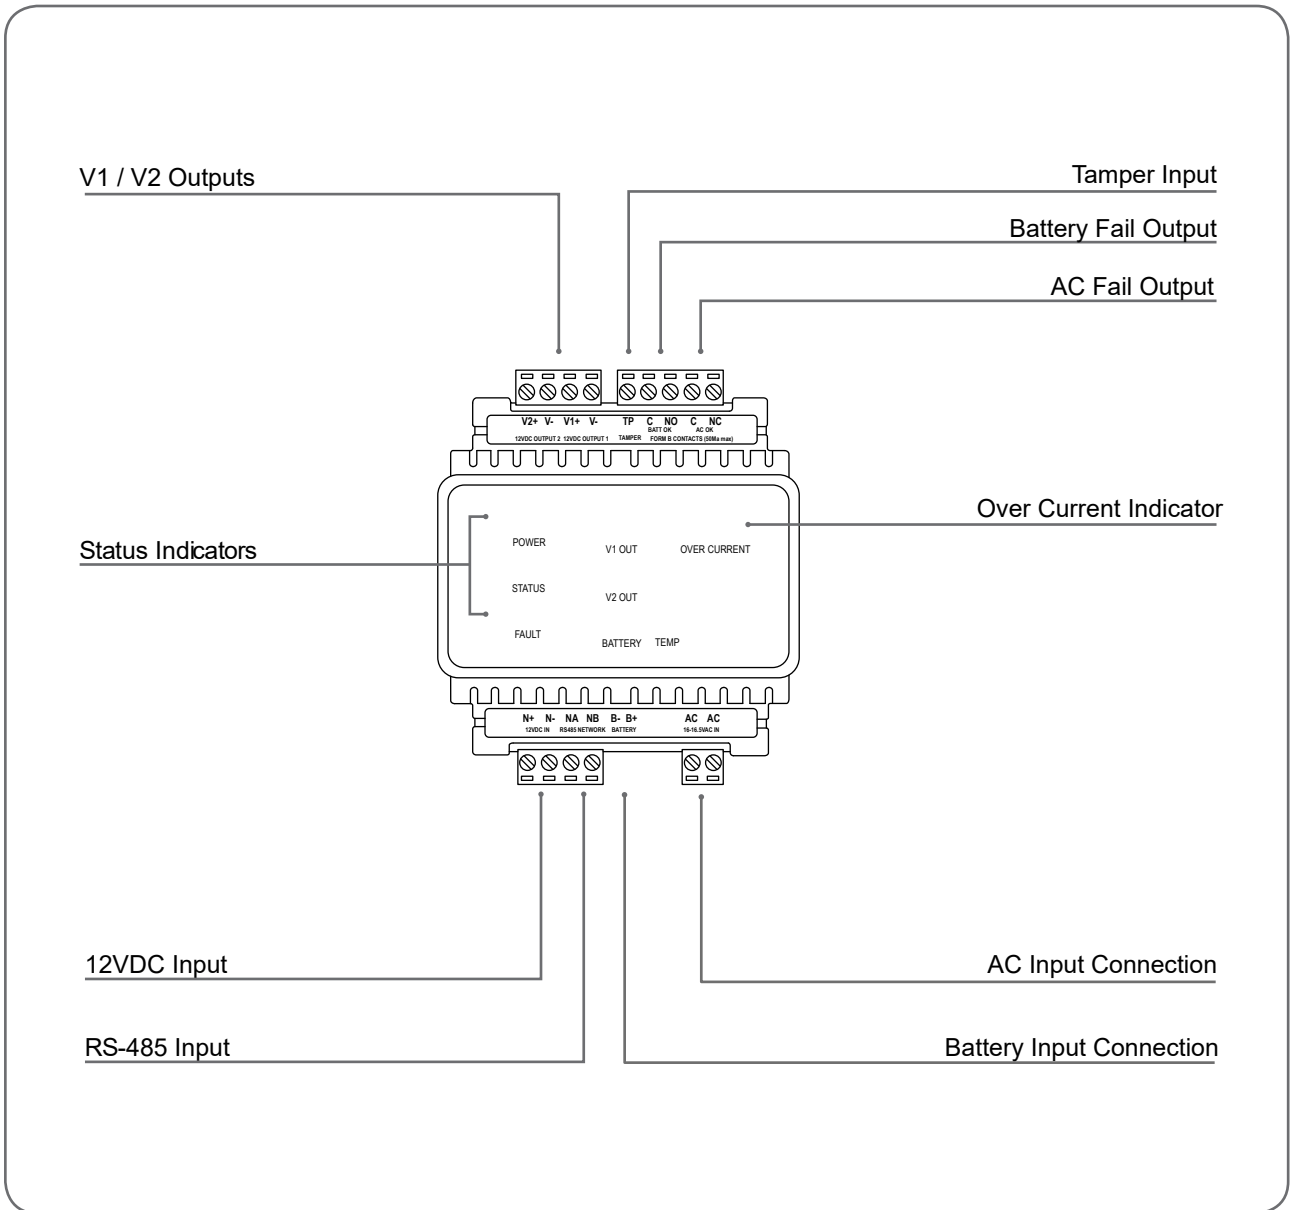 V1 / V2 Outputs
Tamper Input
Battery Fail Output
AC Fail Output
V2+ V- V1+ V- TP C NO C NC
BATT OK AC OK
12VDC OUTPUT 2 12VDC OUTPUT 1 TAMPER FORM B CONTACTS (50Ma max)
Over Current Indicator
Status Indicators
POWER
V1 OUT
OVER CURRENT
STATUS
V2 OUT
FAULT
BATTERY
TEMP
N+ N- NA NB B- B+ AC AC
12VDC IN RS485 NETWORK BATTERY 16-16.5VAC IN
12VDC Input
AC Input Connection
RS-485 Input
Battery Input Connection